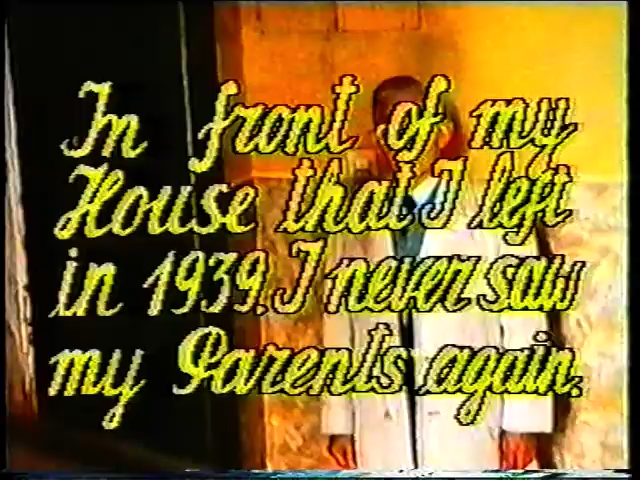 In front of my
House that I left
in 1939. I never saw
my Parents again.